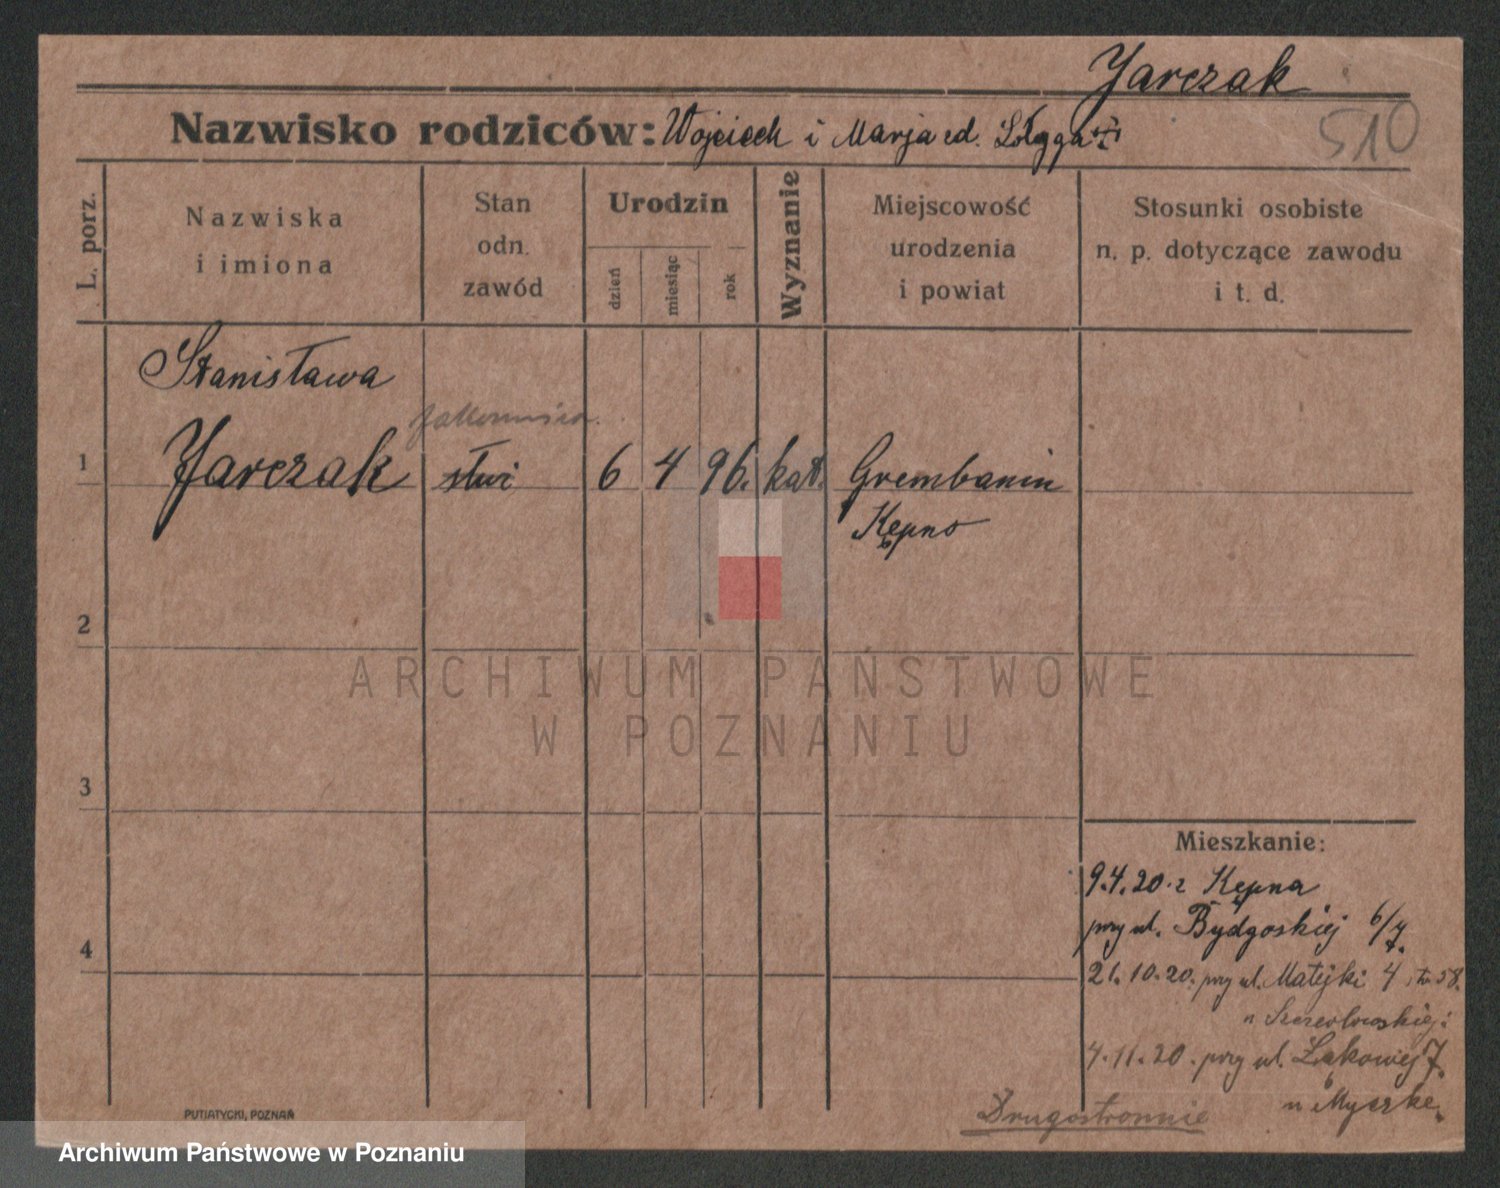 Jarczak
Nazwisko rodziców: Wojciech i Marja
510
L. porz.
Nazwiska
i imiona
Stan
odn.
zawód
Urodzin
dzień
miesiąc
rok
Wyznanie
Miejscowość
urodzenia
i powiat
Stosunki osobiste
n. p. dotyczące zawodu
i t. d.
Stanisława
1 Jarczak 6 4 96. kat. Grembanin
Kępno
2
ARCHIWUM PAŃSTWOWE
W POZNANIU
3
Mieszkanie:
9.4.20. z Kępna
przy ul. Bydgoskiej 6/7.
4
21.10.20. przy ul. Matejki 4
4.11.20. przy ul. Łąkowej 7.
Drugostronnie
PUTIATYCKI, POZNAŃ
Archiwum Państwowe w Poznaniu